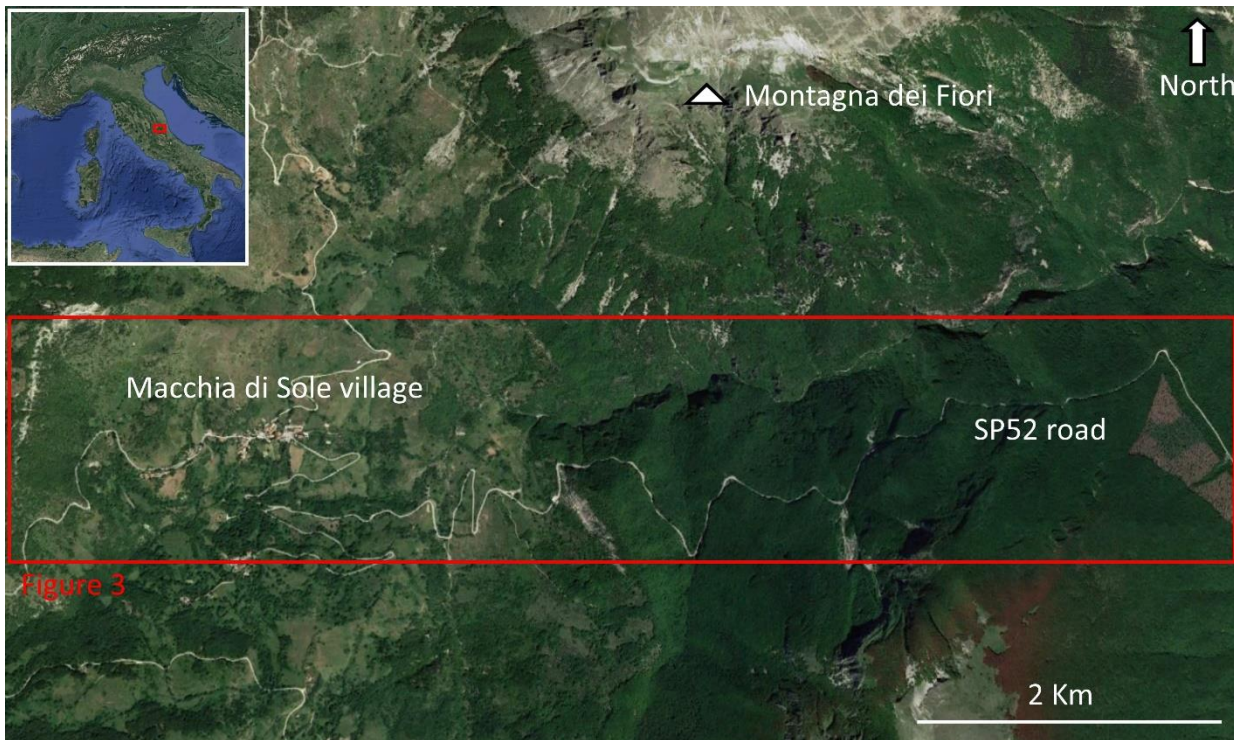 North
Montagna dei Fiori
Macchia di Sole village
SP52 road
Figure 3
2 Km